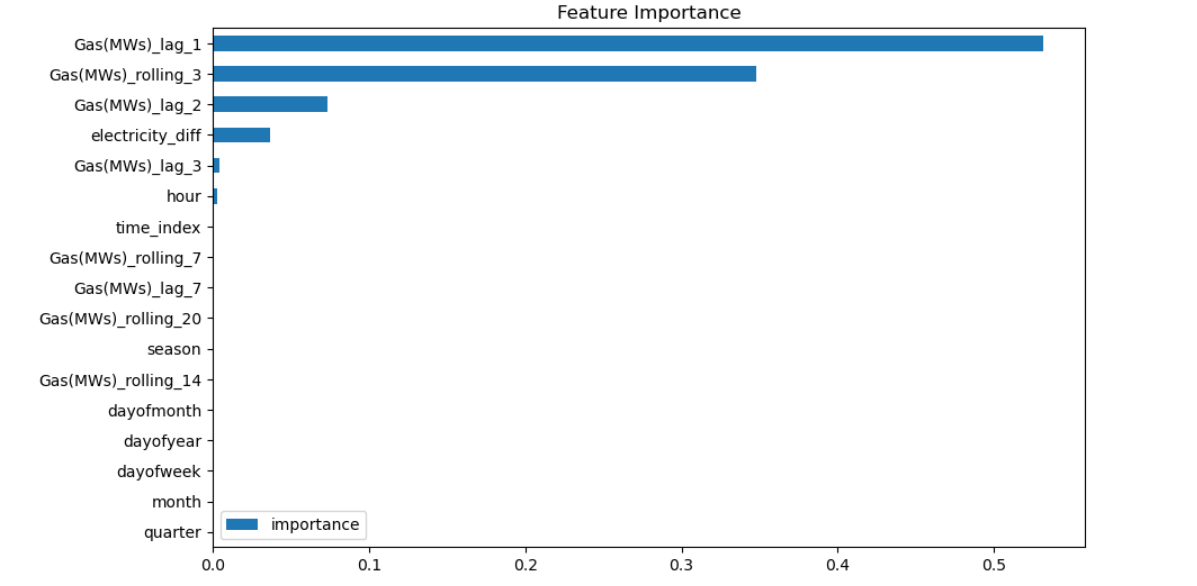 Feature Importance
Gas(MWs)_lag_1
Gas(MWs)_rolling_3
Gas(MWs)_lag_2
electricity_diff
Gas(MWs)_lag_3
hour
time_index
Gas(MWs)_rolling_7
Gas(MWs)_lag_7
Gas(MWs)_rolling_20
season
Gas(MWs)_rolling_14
dayofmonth
dayofyear
dayofweek
month
quarter
importance
0.0 0.1 0.2 0.3 0.4 0.5